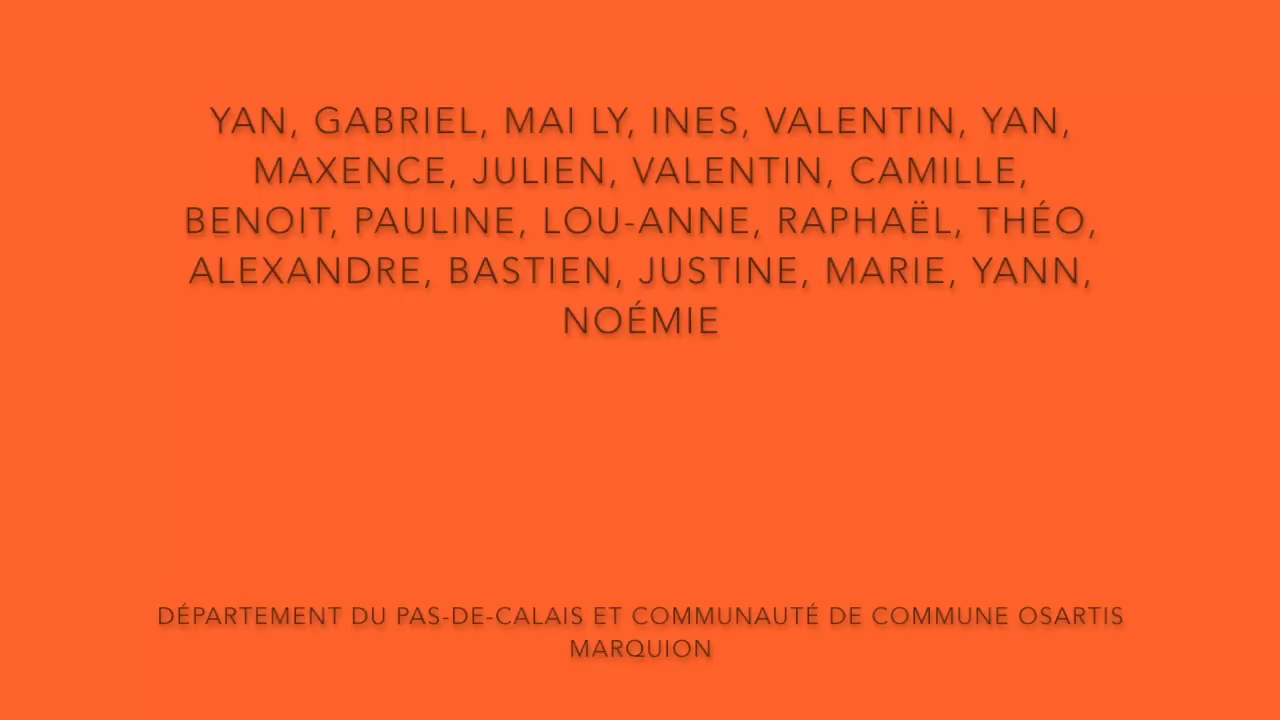 YAN, GABRIEL, MAI LY, INES, VALENTIN, YAN,
MAXENCE, JULIEN, VALENTIN, CAMILLE,
BENOIT, PAULINE, LOU-ANNE, RAPHAËL, THÉO,
ALEXANDRE, BASTIEN, JUSTINE, MARIE, YANN,
NOÉMIE
DÉPARTEMENT DU PAS-DE-CALAIS ET COMMUNAUTÉ DE COMMUNE OSARTIS
MARQUION